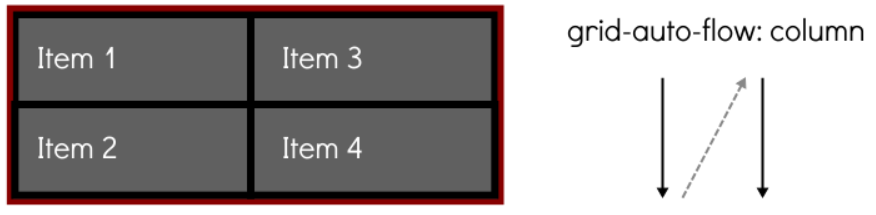 Item 1
Item 3
Item 2
Item 4
grid-auto-flow: column